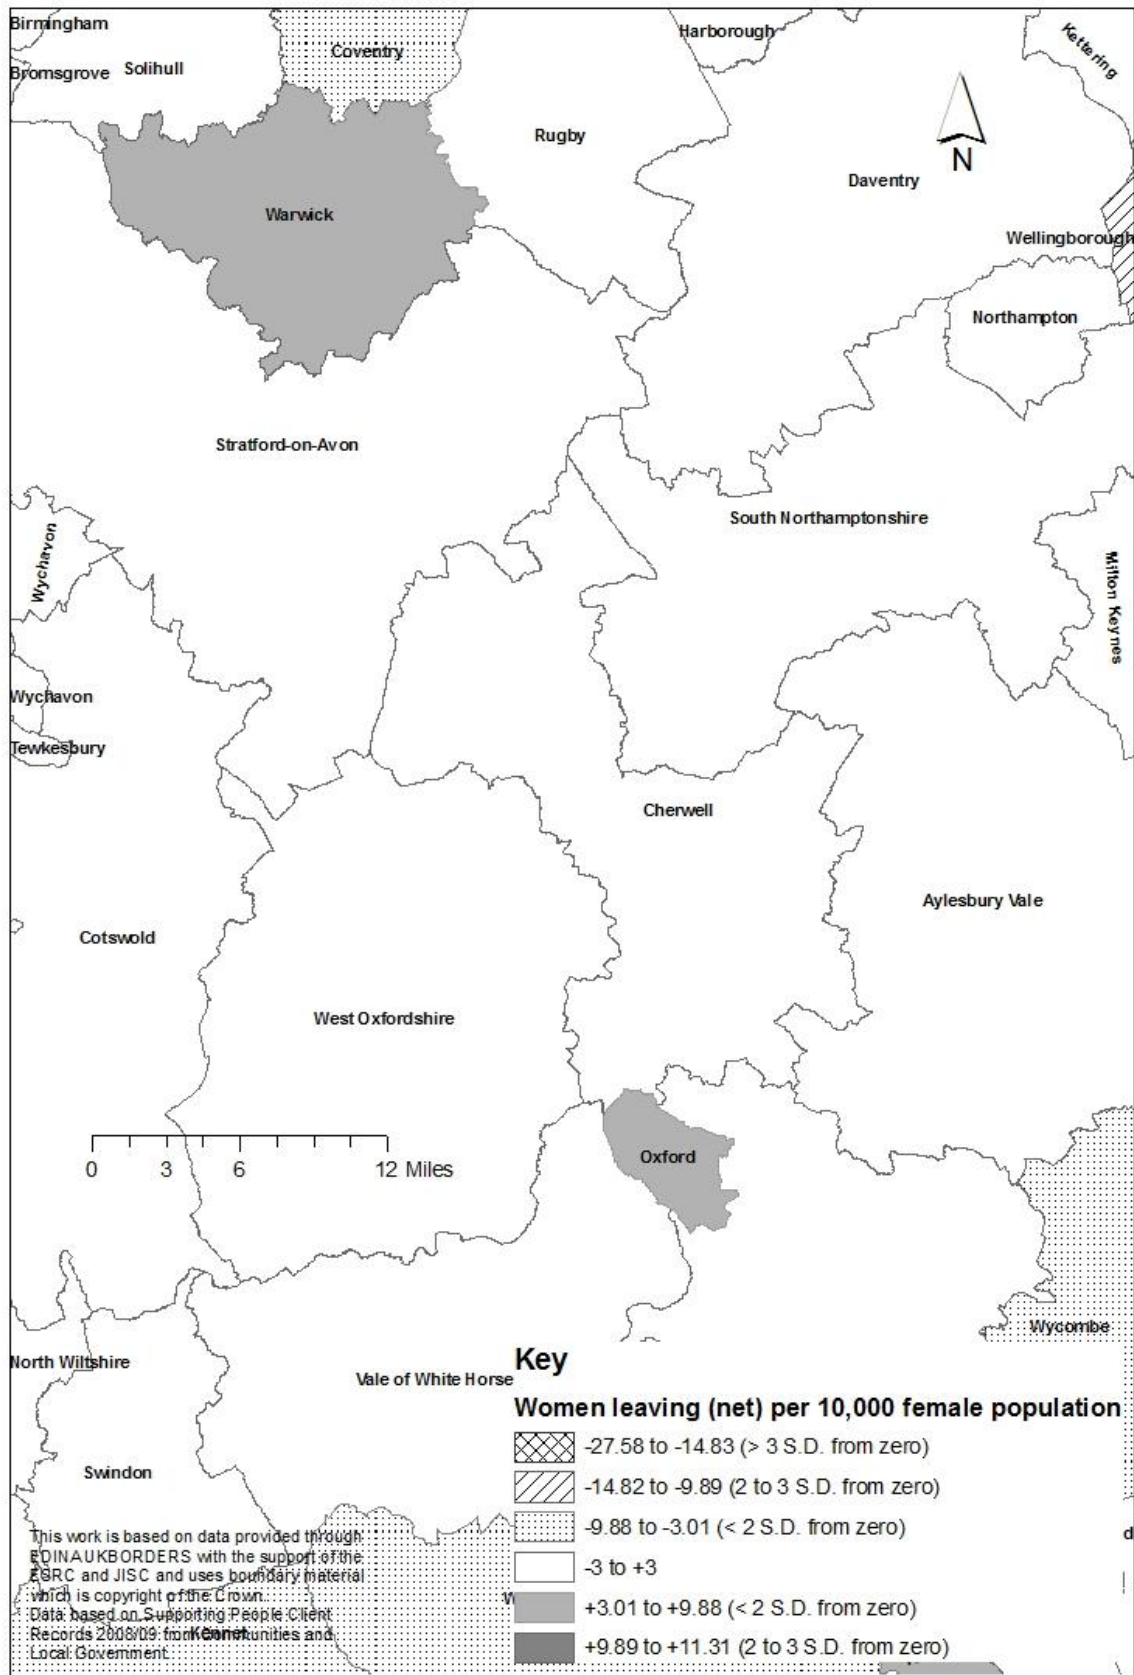 Birmingham
Harborough
Kettering
Coventry
Bromsgrove
Solihull
Rugby
N
Daventry
Warwick
Wellingborough
Northampton
Stratford-on-Avon
South Northamptonshire
Wychavon
Milton Keynes
Wychavon
Tewkesbury
Cherwell
Aylesbury Vale
Cotswold
West Oxfordshire
Oxford
0 3 6 12 Miles
Wycombe
North Wiltshire
Vale of White Horse
Swindon
Kennet
Key
Women leaving (net) per 10,000 female population
-27.58 to -14.83 (> 3 S.D. from zero)
-14.82 to -9.89 (2 to 3 S.D. from zero)
-9.88 to -3.01 (< 2 S.D. from zero)
-3 to +3
+3.01 to +9.88 (< 2 S.D. from zero)
+9.89 to +11.31 (2 to 3 S.D. from zero)
This work is based on data provided through
EDINAUKBORDERS with the support of the
ESRC and JISC and uses boundary material
which is copyright of the Crown.
Data: based on Supporting People Client
Records 2008/09 from Communities and
Local Government.